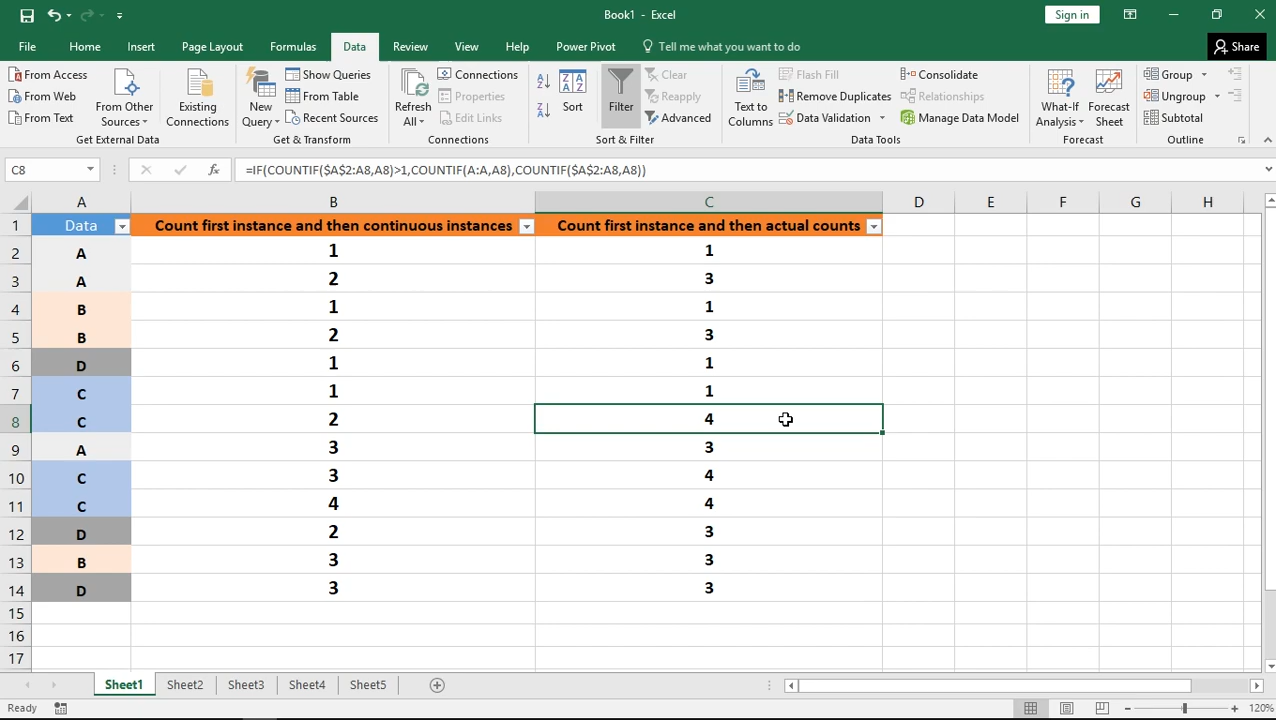 Book1 - Excel
Sign in
File Home Insert Page Layout Formulas Data Review View Help Power Pivot Tell me what you want to do Share
From Access
From Web
From Text
From Other Sources
Existing Connections
Get External Data
New Query
Show Queries
From Table
Recent Sources
Get & Transform
Refresh All
Connections
Properties
Edit Links
Connections
Sort
Filter
Clear
Reapply
Advanced
Sort & Filter
Text to Columns
Flash Fill
Remove Duplicates
Data Validation
Consolidate
Relationships
Manage Data Model
Data Tools
What-If Analysis
Forecast Sheet
Forecast
Group
Ungroup
Subtotal
Outline
C8 fx =IF(COUNTIF($A$2:A8,A8)>1,COUNTIF(A:A,A8),COUNTIF($A$2:A8,A8))
A B C D E F G H
1 Data Count first instance and then continuous instances Count first instance and then actual counts
2 A 1 1
3 A 2 3
4 B 1 1
5 B 2 3
6 D 1 1
7 C 1 1
8 C 2 4
9 A 3 3
10 C 3 4
11 C 4 4
12 D 2 3
13 B 3 3
14 D 3 3
15
16
17
Sheet1 Sheet2 Sheet3 Sheet4 Sheet5
Ready 120%